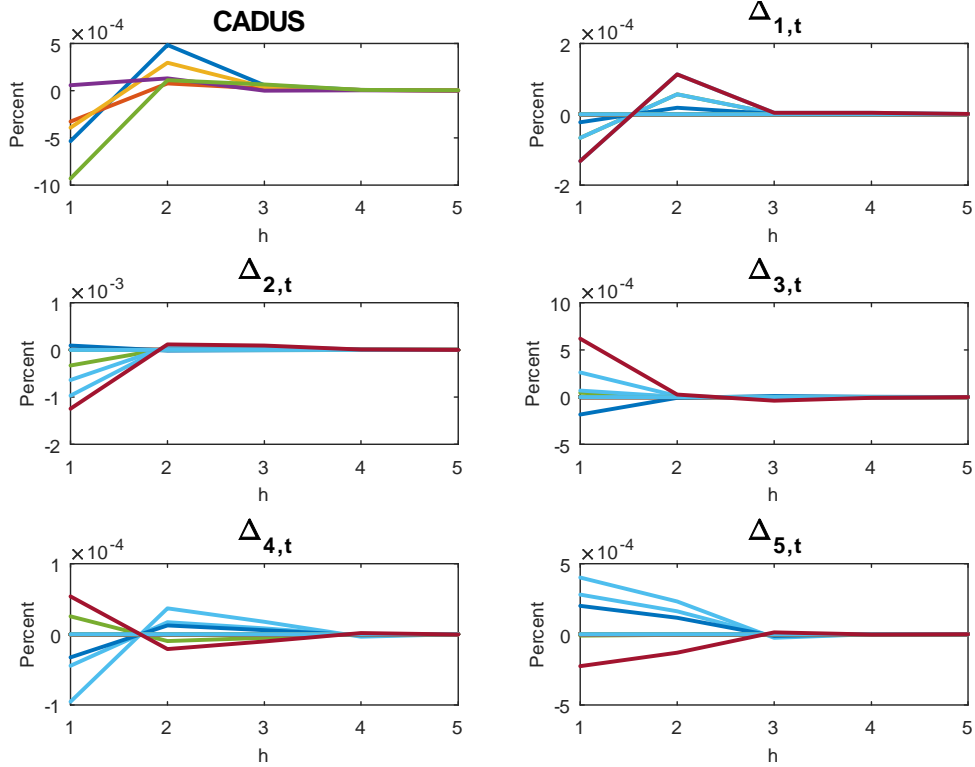 CADUS
×10⁻⁴
5
0
-5
-10
Percent
1 2 3 4 5
h
Δ₁,ₜ
×10⁻⁴
2
0
-2
Percent
1 2 3 4 5
h
Δ₂,ₜ
×10⁻³
1
0
-1
-2
Percent
1 2 3 4 5
h
Δ₃,ₜ
×10⁻⁴
10
5
0
-5
Percent
1 2 3 4 5
h
Δ₄,ₜ
×10⁻⁴
1
0
-1
Percent
1 2 3 4 5
h
Δ₅,ₜ
×10⁻⁴
5
0
-5
Percent
1 2 3 4 5
h